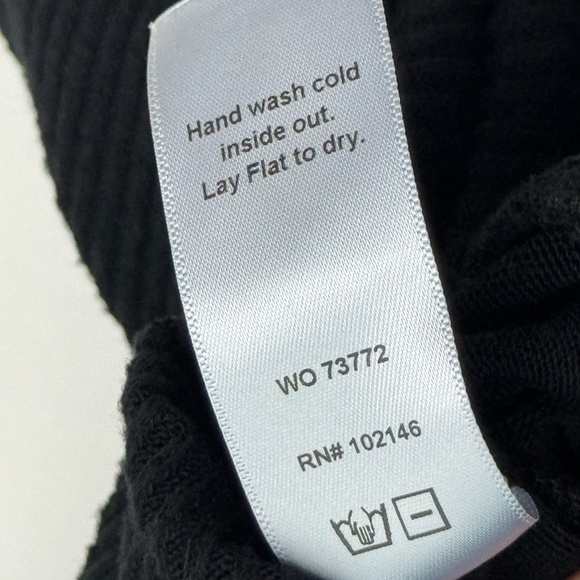 Hand wash cold
inside out.
Lay Flat to dry.
WO 73772
RN# 102146